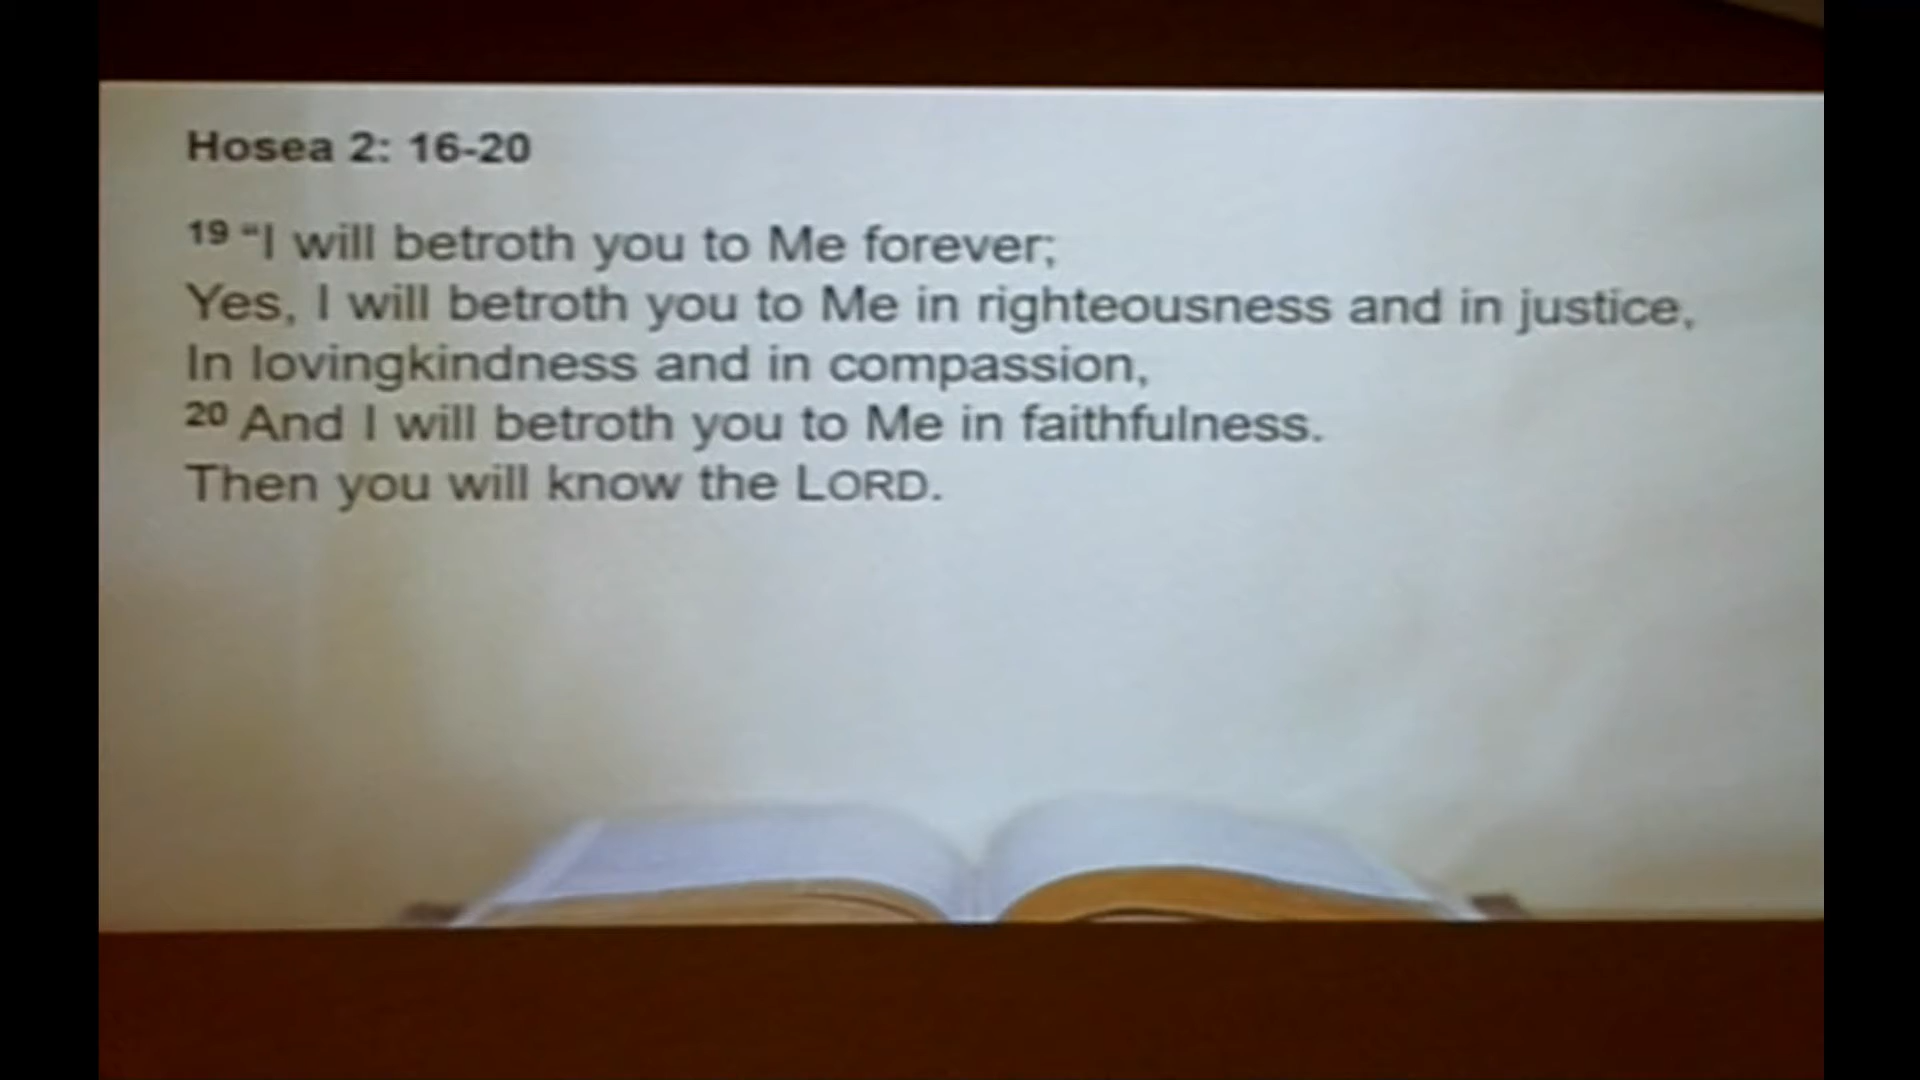 Hosea 2: 16-20
19 "I will betroth you to Me forever;
Yes, I will betroth you to Me in righteousness and in justice,
In lovingkindness and in compassion,
20 And I will betroth you to Me in faithfulness.
Then you will know the LORD.